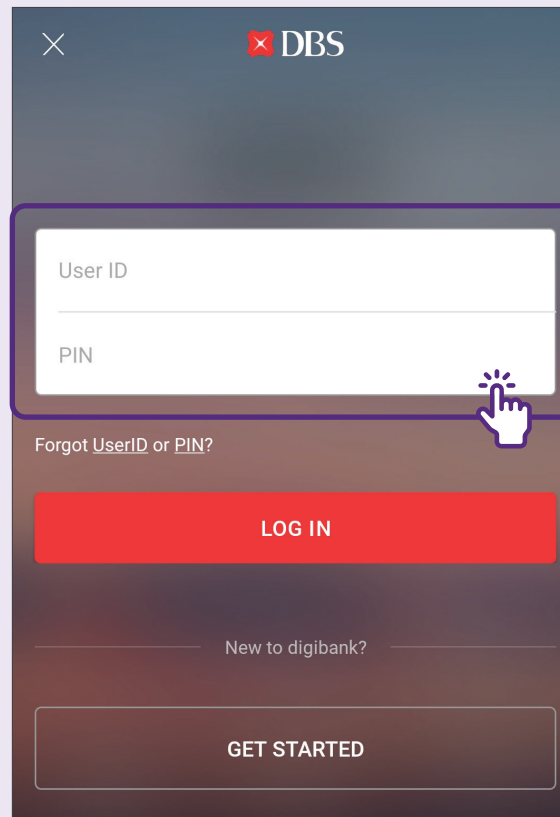 DBS
User ID
PIN
Forgot UserID or PIN?
LOG IN
New to digibank?
GET STARTED